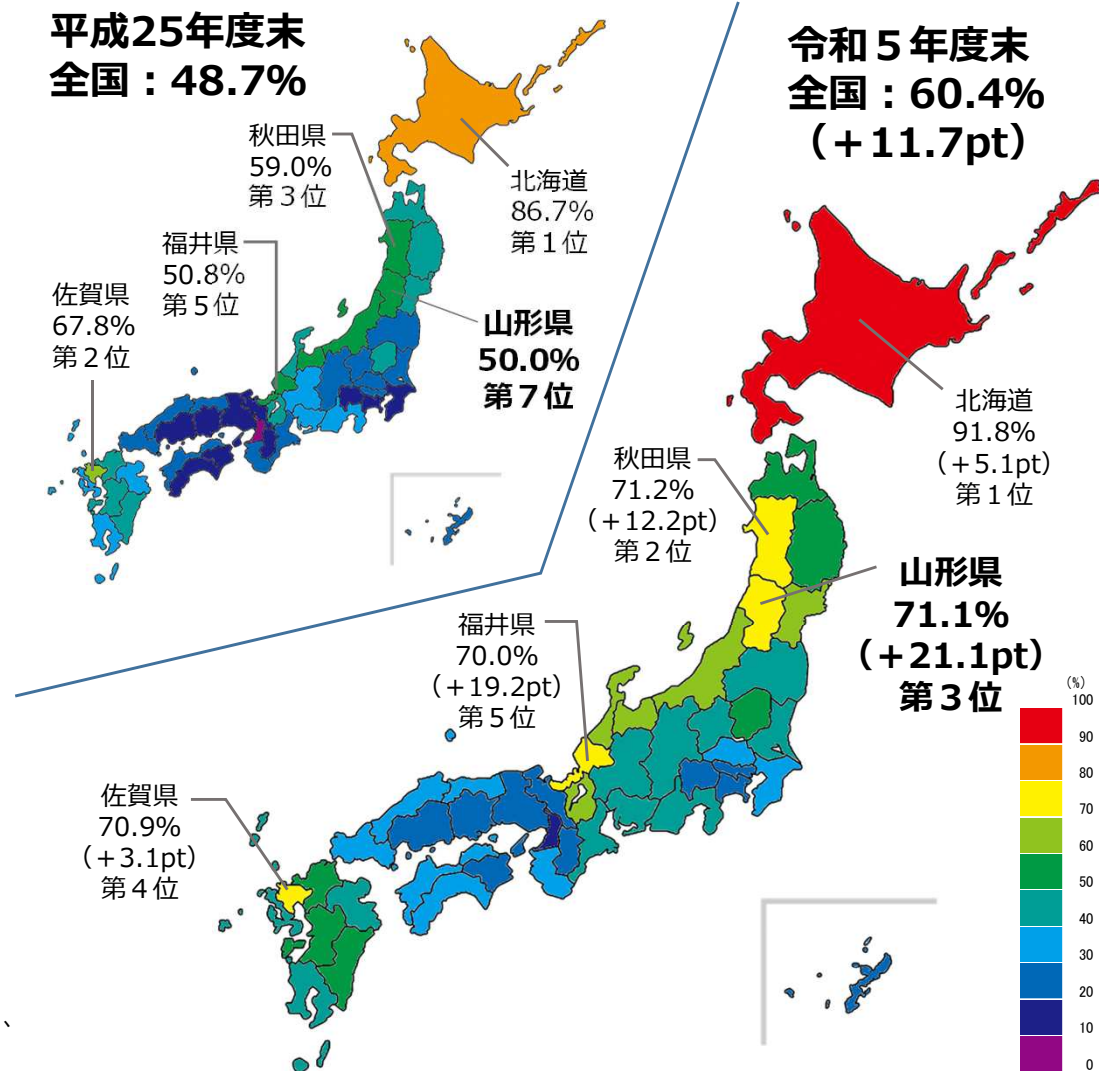 平成25年度末
全国：48.7%
秋田県
59.0%
第３位
北海道
86.7%
第１位
福井県
50.8%
第５位
佐賀県
67.8%
第２位
山形県
50.0%
第７位
令和５年度末
全国：60.4%
（＋11.7pt）
北海道
91.8%
（+5.1pt）
第１位
秋田県
71.2%
（+12.2pt）
第２位
山形県
71.1%
（+21.1pt）
第３位
福井県
70.0%
（+19.2pt）
第５位
佐賀県
70.9%
（+3.1pt）
第４位
(%)
100
90
80
70
60
50
40
30
20
10
0
、